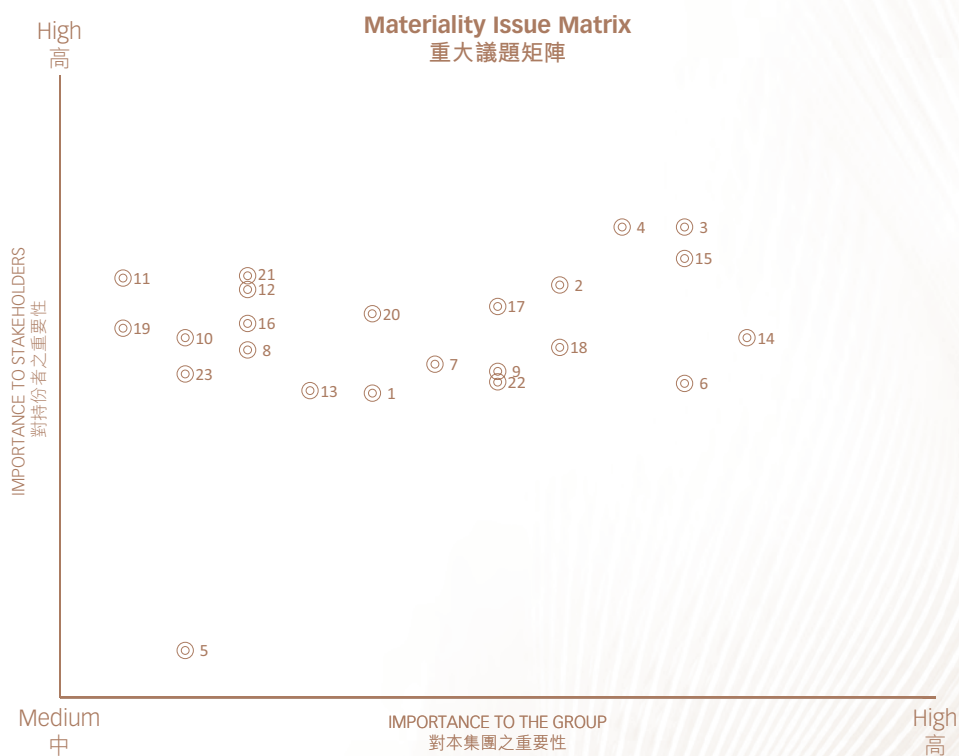 Materiality Issue Matrix
重大議題矩陣
High
高
IMPORTANCE TO STAKEHOLDERS
對持份者之重要性
4
3
15
11
21
12
2
17
20
19
16
10
14
8
18
7
9
23
22
6
13
1
5
Medium
中
IMPORTANCE TO THE GROUP
對本集團之重要性
High
高